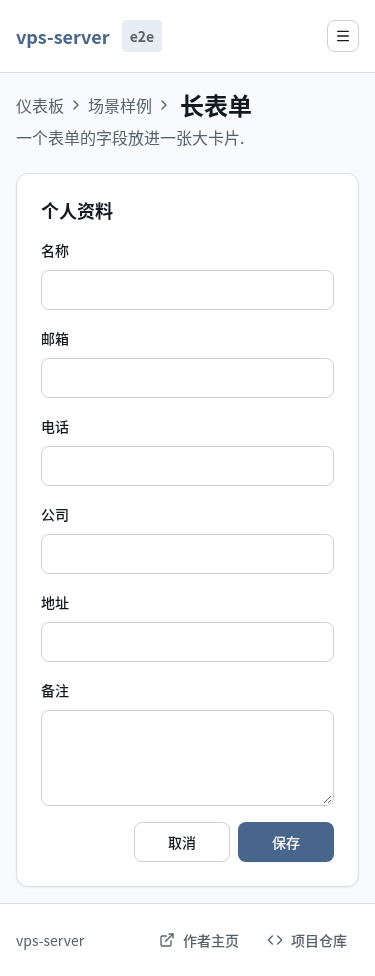 vps-server e2e
仪表板 场景样例 长表单
一个表单的字段放进一张大卡片.
个人资料
名称
邮箱
电话
公司
地址
备注
取消 保存
vps-server 作者主页 项目仓库